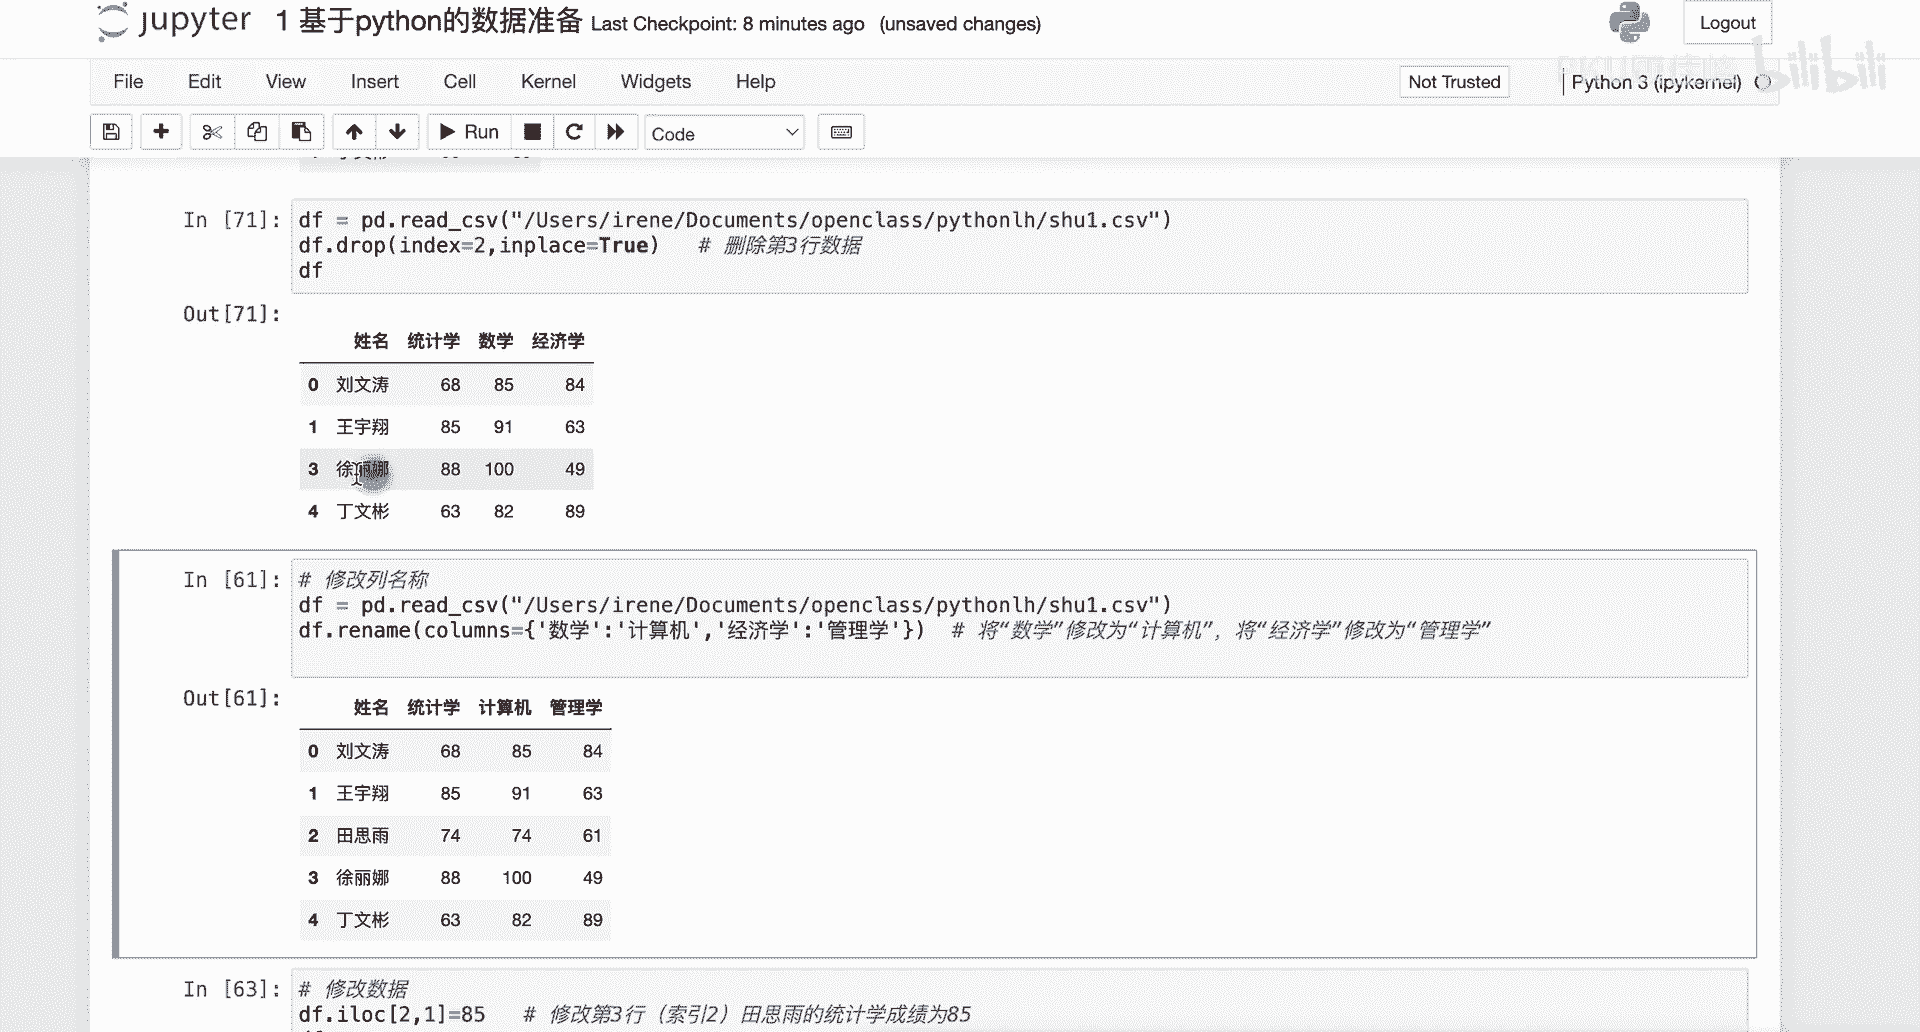 jupyter 1 基于python的数据准备 Last Checkpoint: 8 minutes ago (unsaved changes)
Logout
bilibili
File Edit View Insert Cell Kernel Widgets Help
Not Trusted
Python 3 (ipykernel)
Run
Code
In [71]: df = pd.read_csv("/Users/irene/Documents/openclass/pythonlh/shu1.csv")
df.drop(index=2,inplace=True) # 删除第3行数据
df
Out[71]:
姓名 统计学 数学 经济学
0 刘文涛 68 85 84
1 王宇翔 85 91 63
3 徐丽娜 88 100 49
4 丁文彬 63 82 89
In [61]: # 修改列名称
df = pd.read_csv("/Users/irene/Documents/openclass/pythonlh/shu1.csv")
df.rename(columns={'数学':'计算机','经济学':'管理学'}) # 将“数学”修改为“计算机”，将“经济学”修改为“管理学”
Out[61]:
姓名 统计学 计算机 管理学
0 刘文涛 68 85 84
1 王宇翔 85 91 63
2 田思雨 74 74 61
3 徐丽娜 88 100 49
4 丁文彬 63 82 89
In [63]: # 修改数据
df.iloc[2,1]=85 # 修改第3行（索引2）田思雨的统计学成绩为85